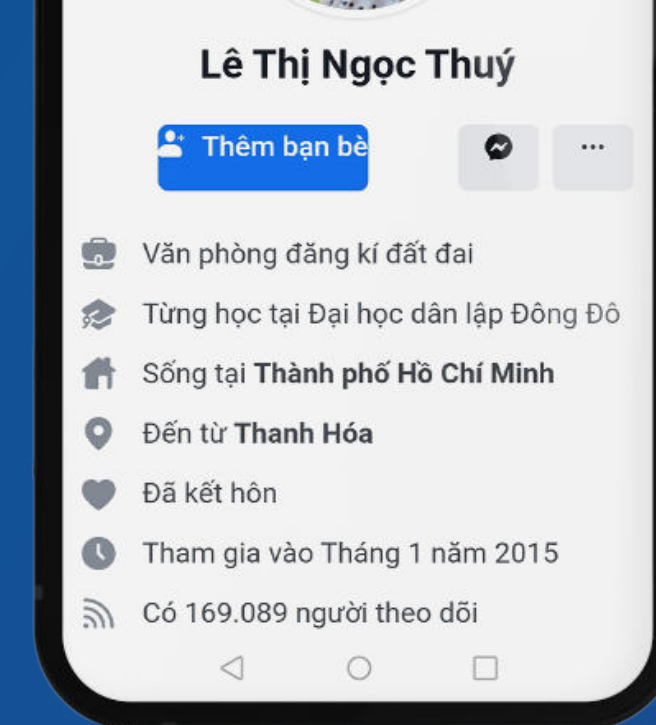 Lê Thị Ngọc Thuý
Thêm bạn bè
Văn phòng đăng kí đất đai
Từng học tại Đại học dân lập Đông Đô
Sống tại Thành phố Hồ Chí Minh
Đến từ Thanh Hóa
Đã kết hôn
Tham gia vào Tháng 1 năm 2015
Có 169.089 người theo dõi